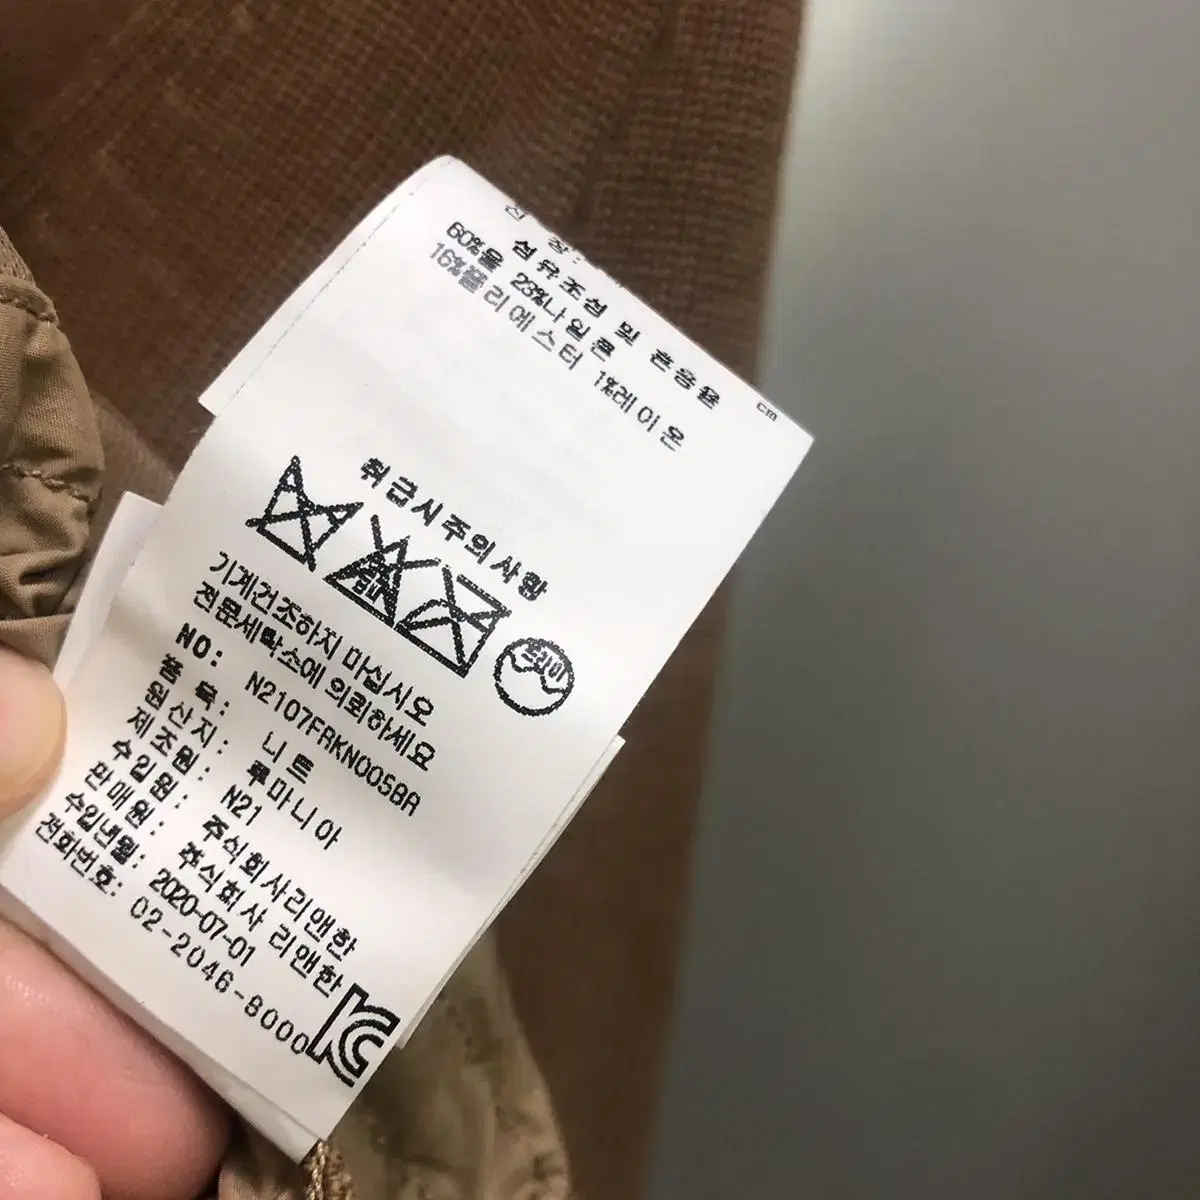 신 장: cm
섬유조성 및 혼용율
60%울 23%나일론
16%폴리에스터 1%레이온
취급시주의사항
드라이
기계건조하지 마십시오
전문세탁소에 의뢰하세요
NO: N2107FRKN005BR
품 목: 니트
원산지: 루마니아
제조원: N21
수입원: 주식회사리앤한
판매원: 주식회사 리앤한
수입년월: 2020-07-01
전화번호: 02-2046-8000
KC